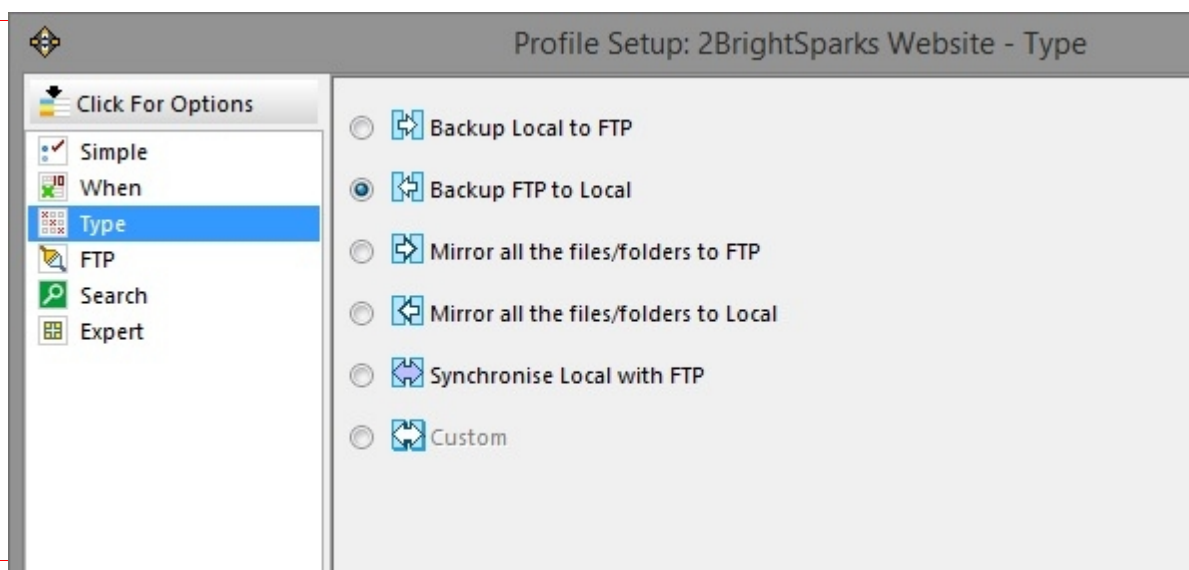 Profile Setup: 2BrightSparks Website - Type
Click For Options
Simple
When
Type
FTP
Search
Expert
Backup Local to FTP
Backup FTP to Local
Mirror all the files/folders to FTP
Mirror all the files/folders to Local
Synchronise Local with FTP
Custom